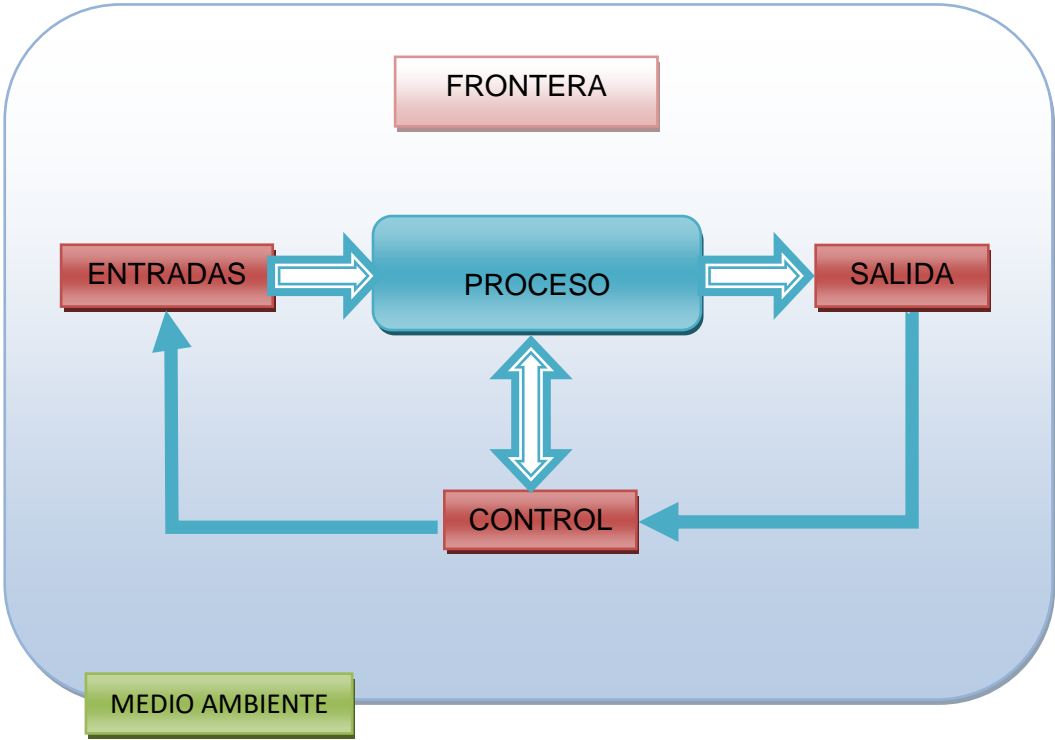 FRONTERA
ENTRADAS
PROCESO
SALIDA
CONTROL
MEDIO AMBIENTE